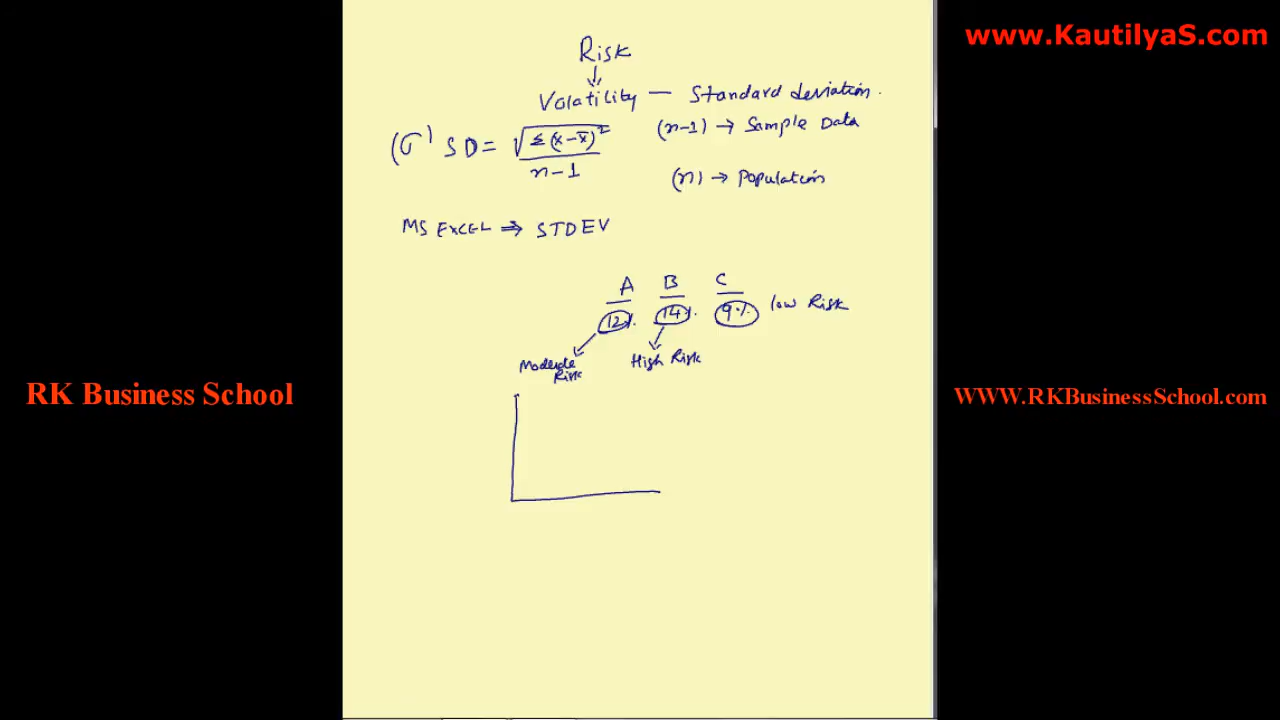 www.KautilyaS.com
Risk
Volatility — Standard deviation.
(σ) SD = √Σ(x-x̄)²
n-1
(n-1) → Sample Data
(n) → Population
MS EXCEL ⇒ STDEV
A B C
12%. 14%. 9% low Risk
Moderate
Risk
High Risk
RK Business School
WWW.RKBusinessSchool.com